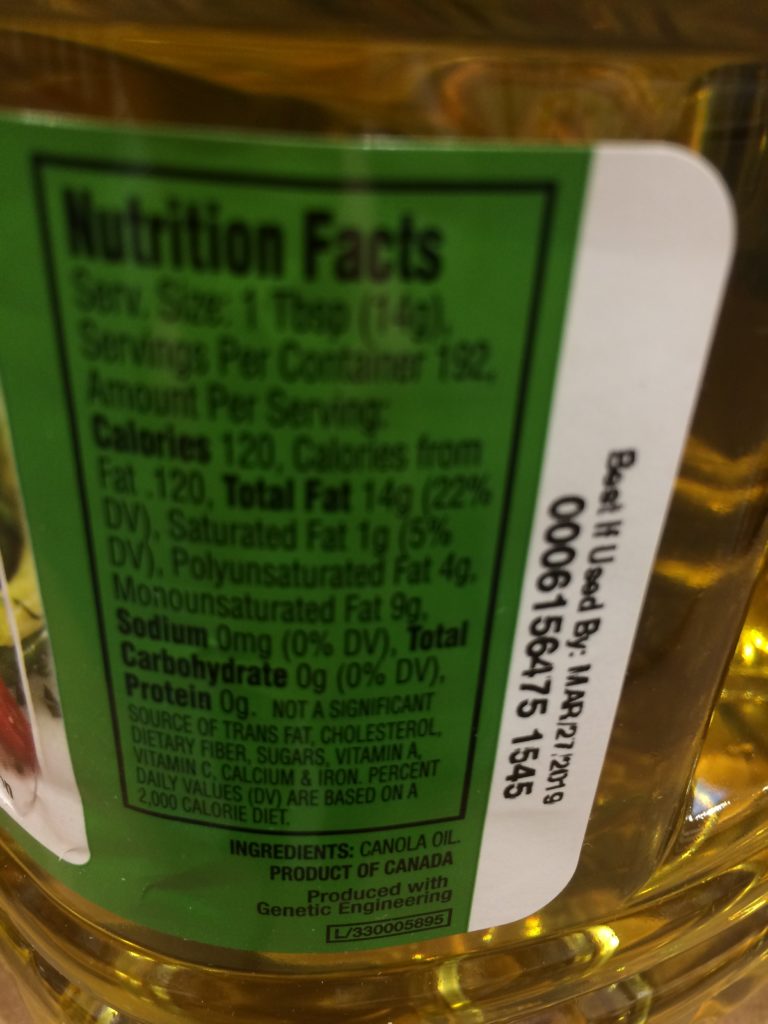 Nutrition Facts
Serv. Size: 1 Tbsp (14g),
Servings Per Container 192,
Amount Per Serving:
Calories 120, Calories from
Fat 120, Total Fat 14g (22%
DV), Saturated Fat 1g (5%
DV), Polyunsaturated Fat 4g,
Monounsaturated Fat 9g,
Sodium 0mg (0% DV), Total
Carbohydrate 0g (0% DV),
Protein 0g. NOT A SIGNIFICANT
SOURCE OF TRANS FAT, CHOLESTEROL,
DIETARY FIBER, SUGARS, VITAMIN A,
VITAMIN C, CALCIUM & IRON. PERCENT
DAILY VALUES (DV) ARE BASED ON A
2,000 CALORIE DIET.
INGREDIENTS: CANOLA OIL.
PRODUCT OF CANADA
Produced with
Genetic Engineering
L/330005895
Best If Used By: MAR/27/2019
0006156475 1545